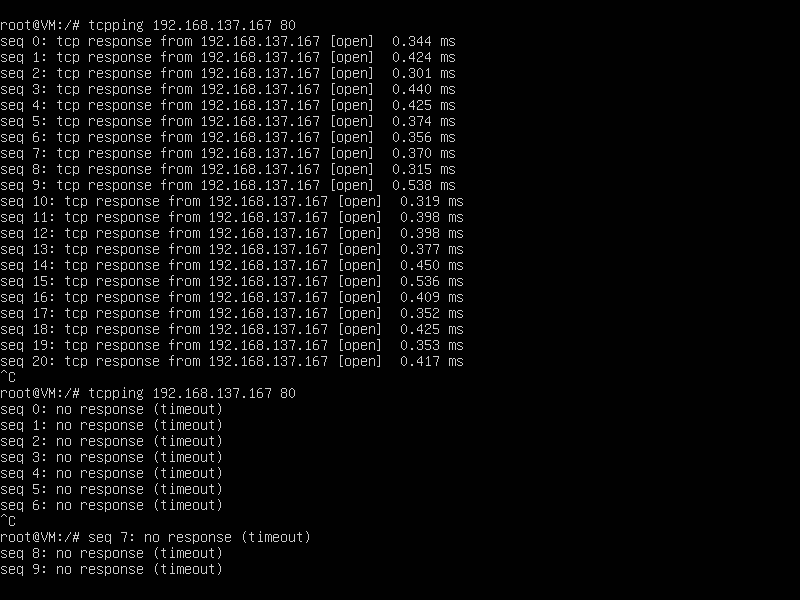 root@VM:/# tcpping 192.168.137.167 80
seq 0: tcp response from 192.168.137.167 [open]  0.344 ms
seq 1: tcp response from 192.168.137.167 [open]  0.424 ms
seq 2: tcp response from 192.168.137.167 [open]  0.301 ms
seq 3: tcp response from 192.168.137.167 [open]  0.440 ms
seq 4: tcp response from 192.168.137.167 [open]  0.425 ms
seq 5: tcp response from 192.168.137.167 [open]  0.374 ms
seq 6: tcp response from 192.168.137.167 [open]  0.356 ms
seq 7: tcp response from 192.168.137.167 [open]  0.370 ms
seq 8: tcp response from 192.168.137.167 [open]  0.315 ms
seq 9: tcp response from 192.168.137.167 [open]  0.538 ms
seq 10: tcp response from 192.168.137.167 [open]  0.319 ms
seq 11: tcp response from 192.168.137.167 [open]  0.398 ms
seq 12: tcp response from 192.168.137.167 [open]  0.398 ms
seq 13: tcp response from 192.168.137.167 [open]  0.377 ms
seq 14: tcp response from 192.168.137.167 [open]  0.450 ms
seq 15: tcp response from 192.168.137.167 [open]  0.536 ms
seq 16: tcp response from 192.168.137.167 [open]  0.409 ms
seq 17: tcp response from 192.168.137.167 [open]  0.352 ms
seq 18: tcp response from 192.168.137.167 [open]  0.425 ms
seq 19: tcp response from 192.168.137.167 [open]  0.353 ms
seq 20: tcp response from 192.168.137.167 [open]  0.417 ms
^C
root@VM:/# tcpping 192.168.137.167 80
seq 0: no response (timeout)
seq 1: no response (timeout)
seq 2: no response (timeout)
seq 3: no response (timeout)
seq 4: no response (timeout)
seq 5: no response (timeout)
seq 6: no response (timeout)
^C
root@VM:/# seq 7: no response (timeout)
seq 8: no response (timeout)
seq 9: no response (timeout)